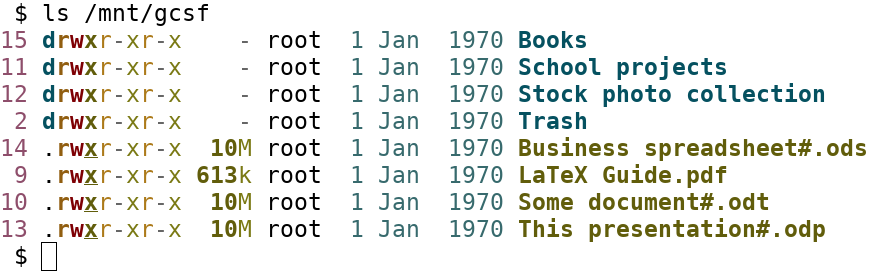 $ ls /mnt/gcsf
15 drwxr-xr-x    - root  1 Jan  1970 Books
11 drwxr-xr-x    - root  1 Jan  1970 School projects
12 drwxr-xr-x    - root  1 Jan  1970 Stock photo collection
2 drwxr-xr-x    - root  1 Jan  1970 Trash
14 .rwxr-xr-x  10M root  1 Jan  1970 Business spreadsheet#.ods
9 .rwxr-xr-x 613k root  1 Jan  1970 LaTeX Guide.pdf
10 .rwxr-xr-x  10M root  1 Jan  1970 Some document#.odt
13 .rwxr-xr-x  10M root  1 Jan  1970 This presentation#.odp
$